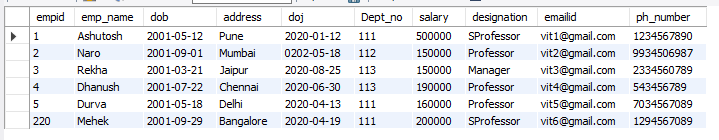 empid emp_name dob address doj Dept_no salary designation emailid ph_number
1 Ashutosh 2001-05-12 Pune 2020-01-12 111 500000 SProfessor vit1@gmail.com 1234567890
2 Naro 2001-09-01 Mumbai 0202-05-18 112 150000 Professor vit2@gmail.com 9934506987
3 Rekha 2001-03-21 Jaipur 2020-08-25 113 150000 Manager vit3@gmail.com 2334560789
4 Dhanush 2001-07-22 Chennai 2020-06-30 113 190000 Professor vit4@gmail.com 543456789
5 Durva 2001-05-18 Delhi 2020-04-13 111 160000 Professor vit5@gmail.com 7034567089
220 Mehek 2001-09-29 Bangalore 2020-04-19 111 200000 SProfessor vit6@gmail.com 1294567089